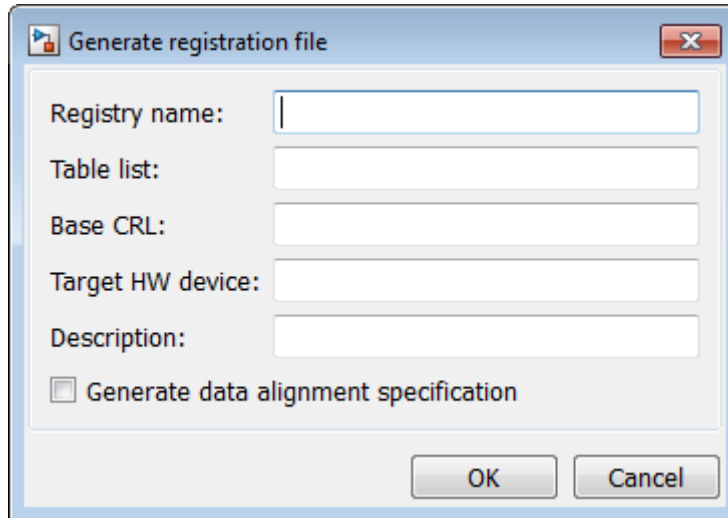 Generate registration file
Registry name:
Table list:
Base CRL:
Target HW device:
Description:
Generate data alignment specification
OK
Cancel